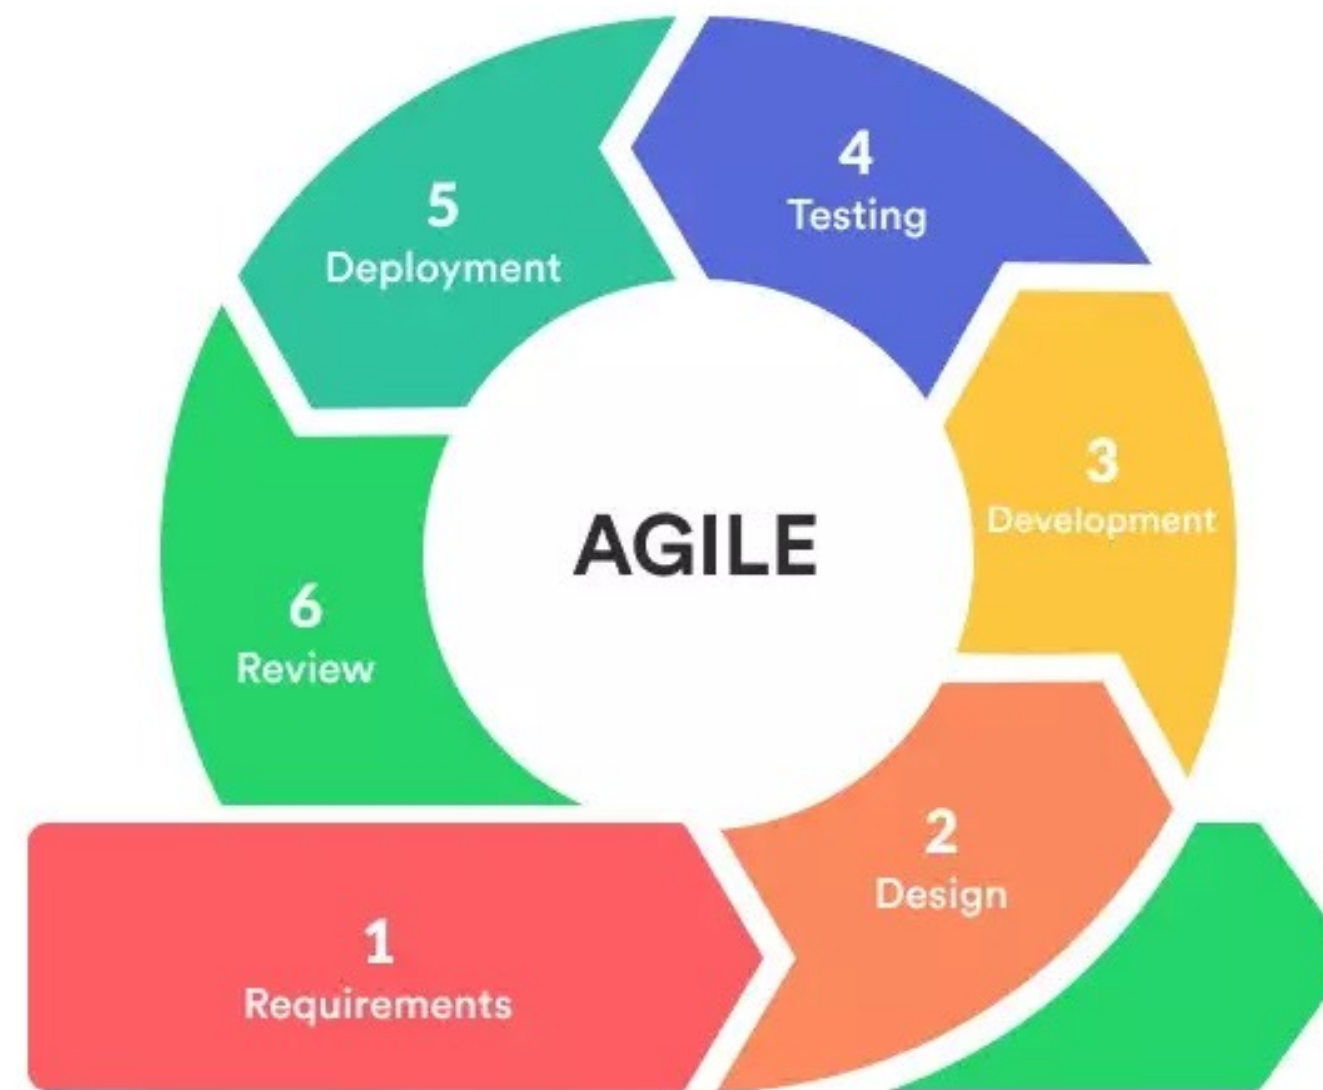 5
Deployment
4
Testing
3
Development
AGILE
6
Review
2
Design
1
Requirements